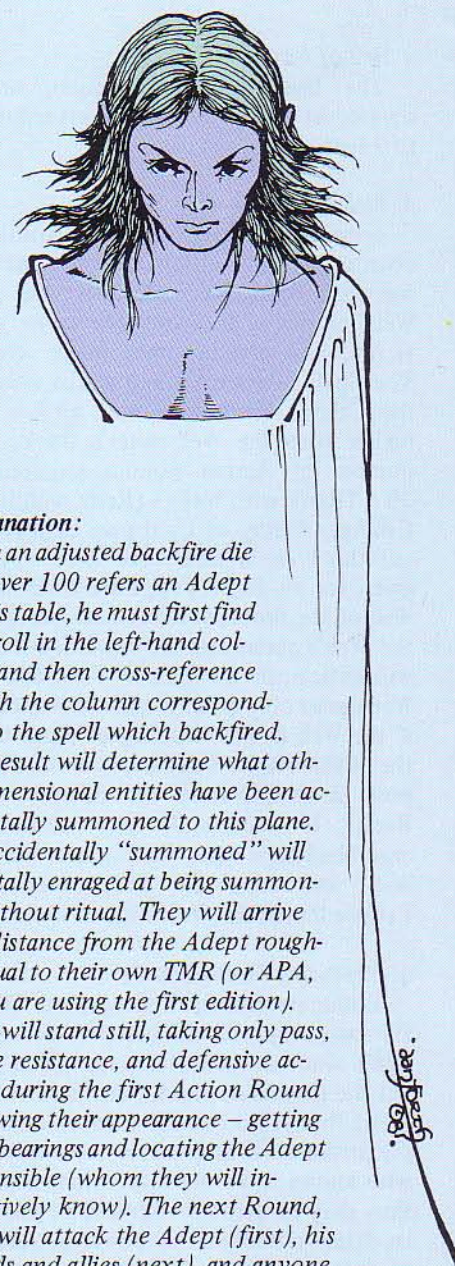 anation:
an adjusted backfire die
ver 100 refers an Adept
is table, he must first find
roll in the left-hand col-
and then cross-reference
h the column correspond-
o the spell which backfired.
esult will determine what oth-
mensional entities have been ac-
tally summoned to this plane.
ccidentally “summoned” will
tally enraged at being summon-
thout ritual. They will arrive
istance from the Adept rough-
ual to their own TMR (or APA,
u are using the first edition).
will stand still, taking only pass,
e resistance, and defensive ac-
during the first Action Round
wing their appearance – getting
bearings and locating the Adept
nsible (whom they will in-
tively know). The next Round,
will attack the Adept (first), his
ds and allies (next), and anyone